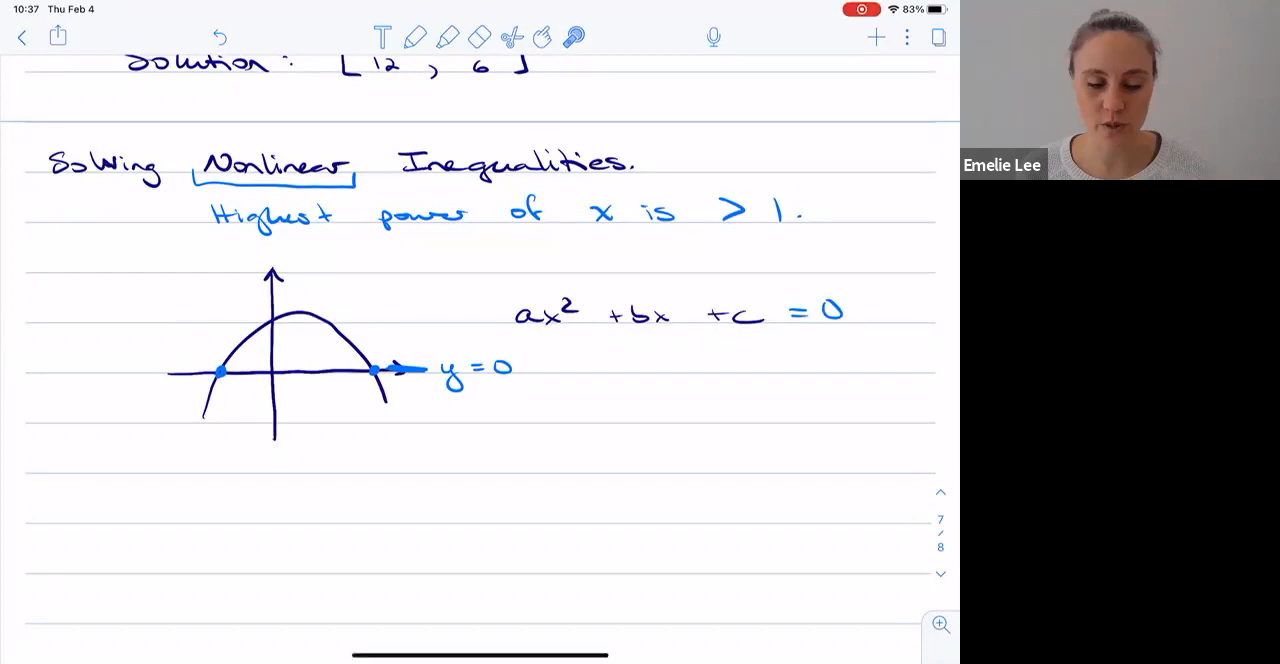 10:37 Thu Feb 4
83%
Solution: [12, 6]
Solving Nonlinear Inequalities.
Emelie Lee
Highest power of x is > 1.
ax² + bx + c = 0
y = 0
7
/
8